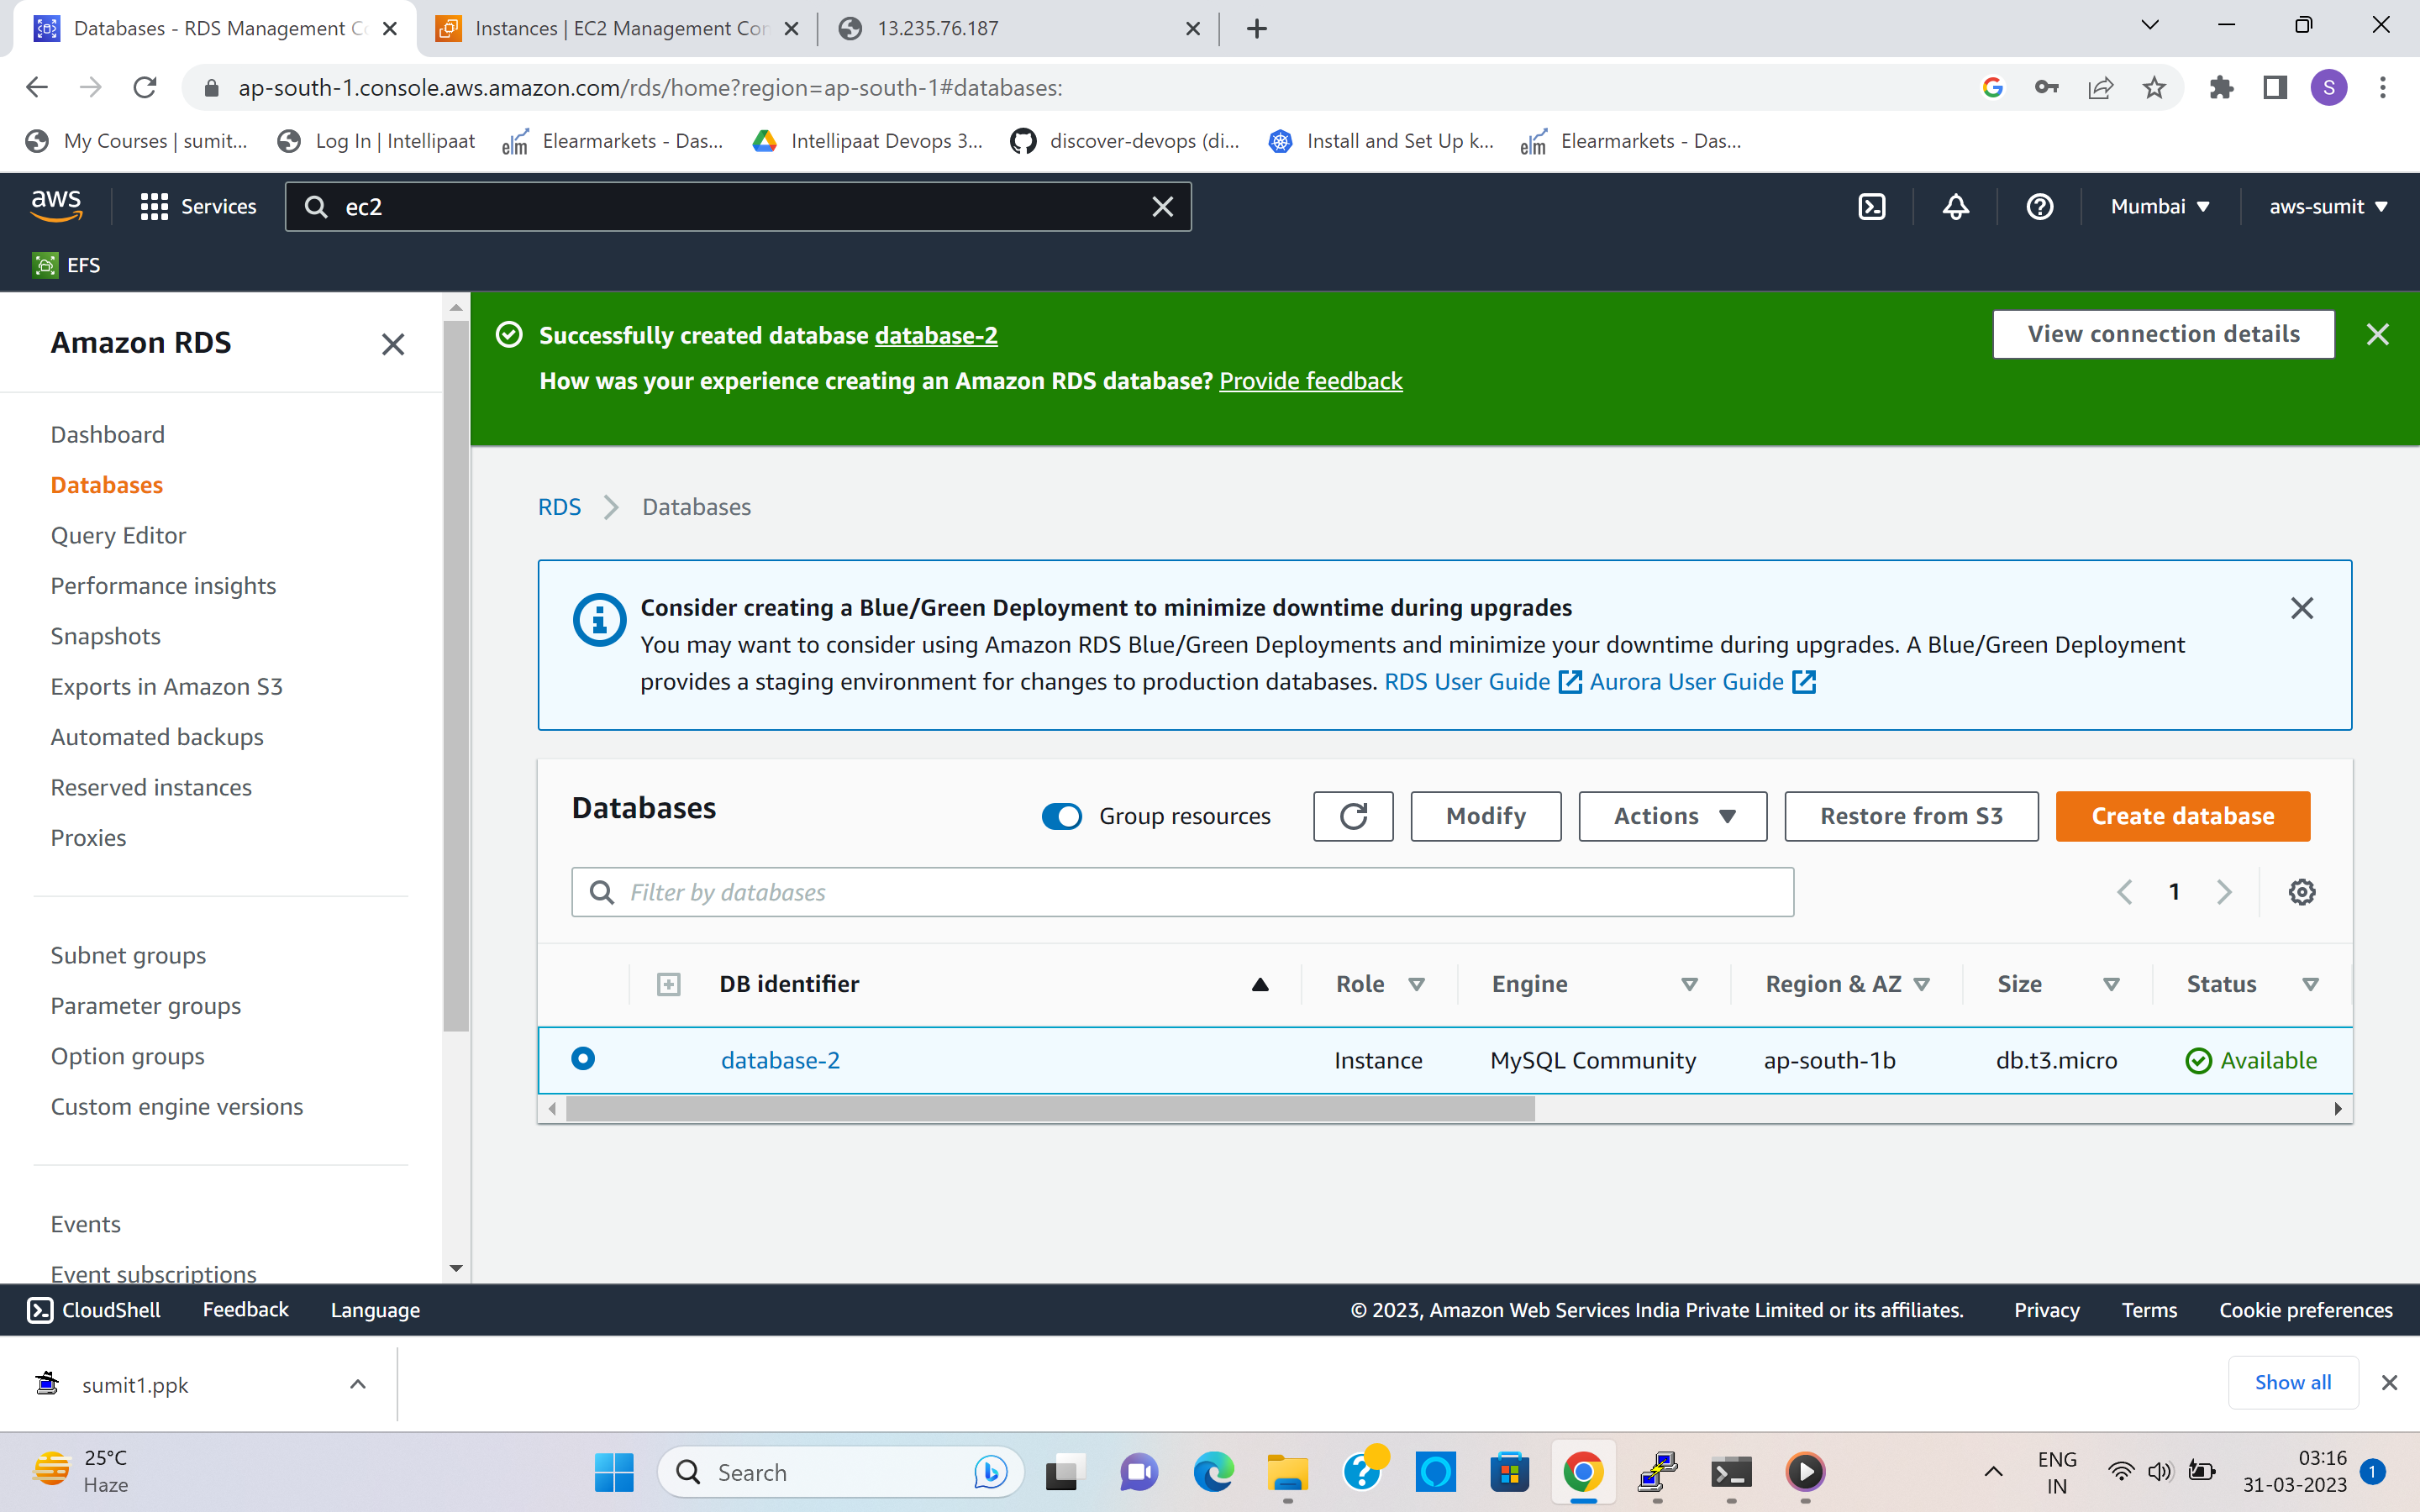 Databases - RDS Management C
Instances | EC2 Management Con
13.235.76.187
ap-south-1.console.aws.amazon.com/rds/home?region=ap-south-1#databases:
S
My Courses | sumit...
Log In | Intellipaat
elm Elearmarkets - Das...
Intellipaat Devops 3...
discover-devops (di...
Install and Set Up k...
elm Elearmarkets - Das...
aws
Services
ec2
Mumbai
aws-sumit
EFS
Amazon RDS
Dashboard
Databases
Query Editor
Performance insights
Snapshots
Exports in Amazon S3
Automated backups
Reserved instances
Proxies
Subnet groups
Parameter groups
Option groups
Custom engine versions
Events
Event subscriptions
Successfully created database database-2
How was your experience creating an Amazon RDS database? Provide feedback
View connection details
RDS
Databases
Consider creating a Blue/Green Deployment to minimize downtime during upgrades
You may want to consider using Amazon RDS Blue/Green Deployments and minimize your downtime during upgrades. A Blue/Green Deployment
provides a staging environment for changes to production databases. RDS User Guide Aurora User Guide
Databases
Group resources
Modify
Actions
Restore from S3
Create database
Filter by databases
1
DB identifier Role Engine Region & AZ Size Status
database-2 Instance MySQL Community ap-south-1b db.t3.micro Available
CloudShell
Feedback
Language
© 2023, Amazon Web Services India Private Limited or its affiliates.
Privacy
Terms
Cookie preferences
sumit1.ppk
Show all
25°C
Haze
Search
ENG
IN
03:16
31-03-2023
1